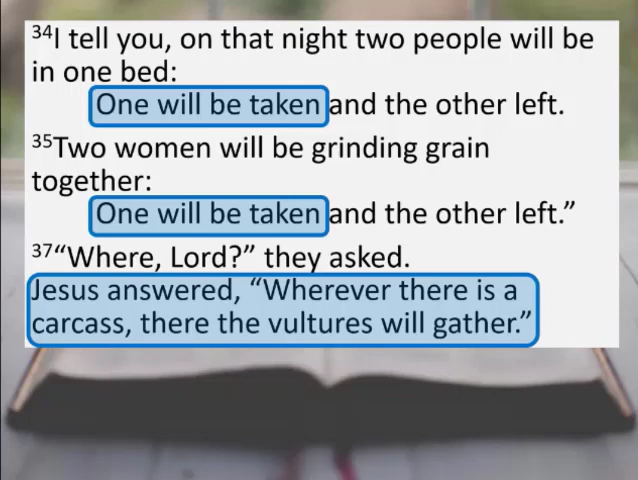 ³⁴I tell you, on that night two people will be
in one bed:
One will be taken and the other left.
³⁵Two women will be grinding grain
together:
One will be taken and the other left.”
³⁷“Where, Lord?” they asked.
Jesus answered, “Wherever there is a
carcass, there the vultures will gather.”